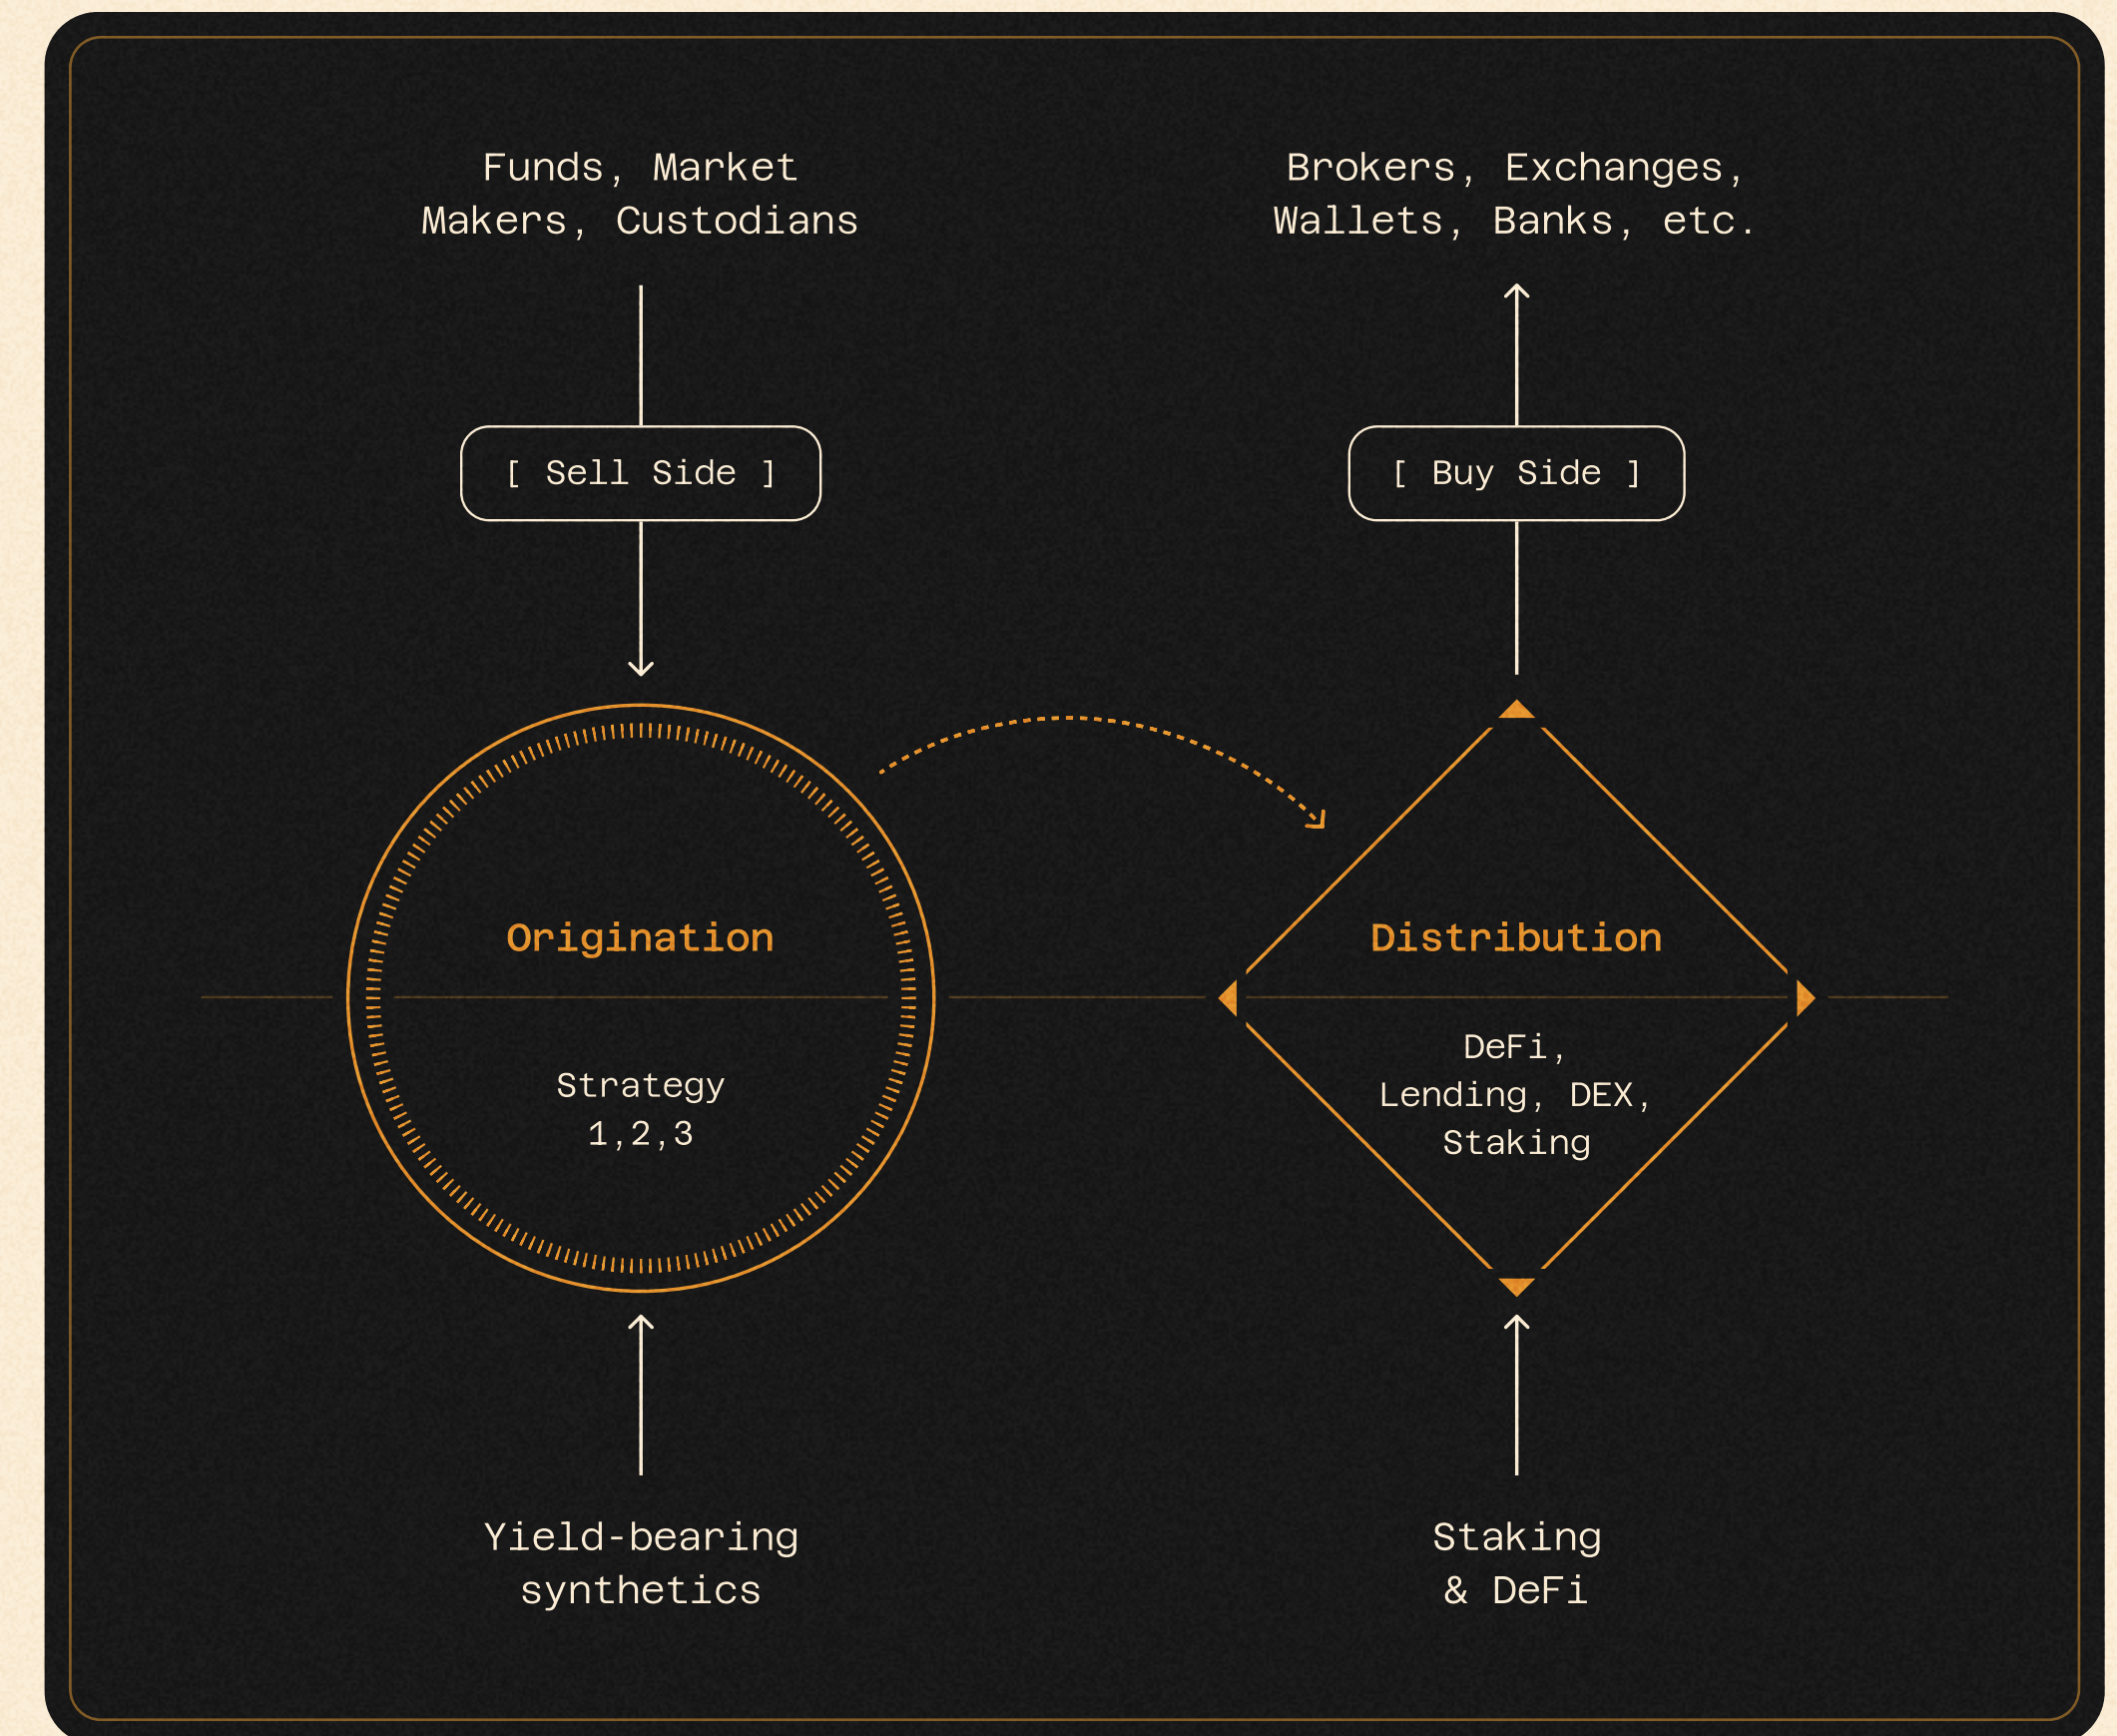 Funds, Market
Makers, Custodians
Brokers, Exchanges,
Wallets, Banks, etc.
[ Sell Side ]
[ Buy Side ]
Origination
Strategy
1,2,3
Distribution
DeFi,
Lending, DEX,
Staking
Yield-bearing
synthetics
Staking
& DeFi